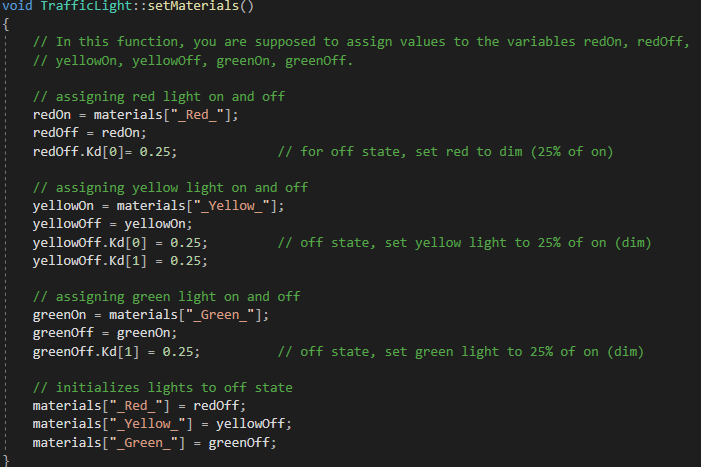 void TrafficLight::setMaterials()
{
// In this function, you are supposed to assign values to the variables redOn, redOff,
// yellowOn, yellowOff, greenOn, greenOff.
// assigning red light on and off
redOn = materials["_Red_"];
redOff = redOn;
redOff.Kd[0]= 0.25; // for off state, set red to dim (25% of on)
// assigning yellow light on and off
yellowOn = materials["_Yellow_"];
yellowOff = yellowOn;
yellowOff.Kd[0] = 0.25; // off state, set yellow light to 25% of on (dim)
yellowOff.Kd[1] = 0.25;
// assigning green light on and off
greenOn = materials["_Green_"];
greenOff = greenOn;
greenOff.Kd[1] = 0.25; // off state, set green light to 25% of on (dim)
// initializes lights to off state
materials["_Red_"] = redOff;
materials["_Yellow_"] = yellowOff;
materials["_Green_"] = greenOff;
}